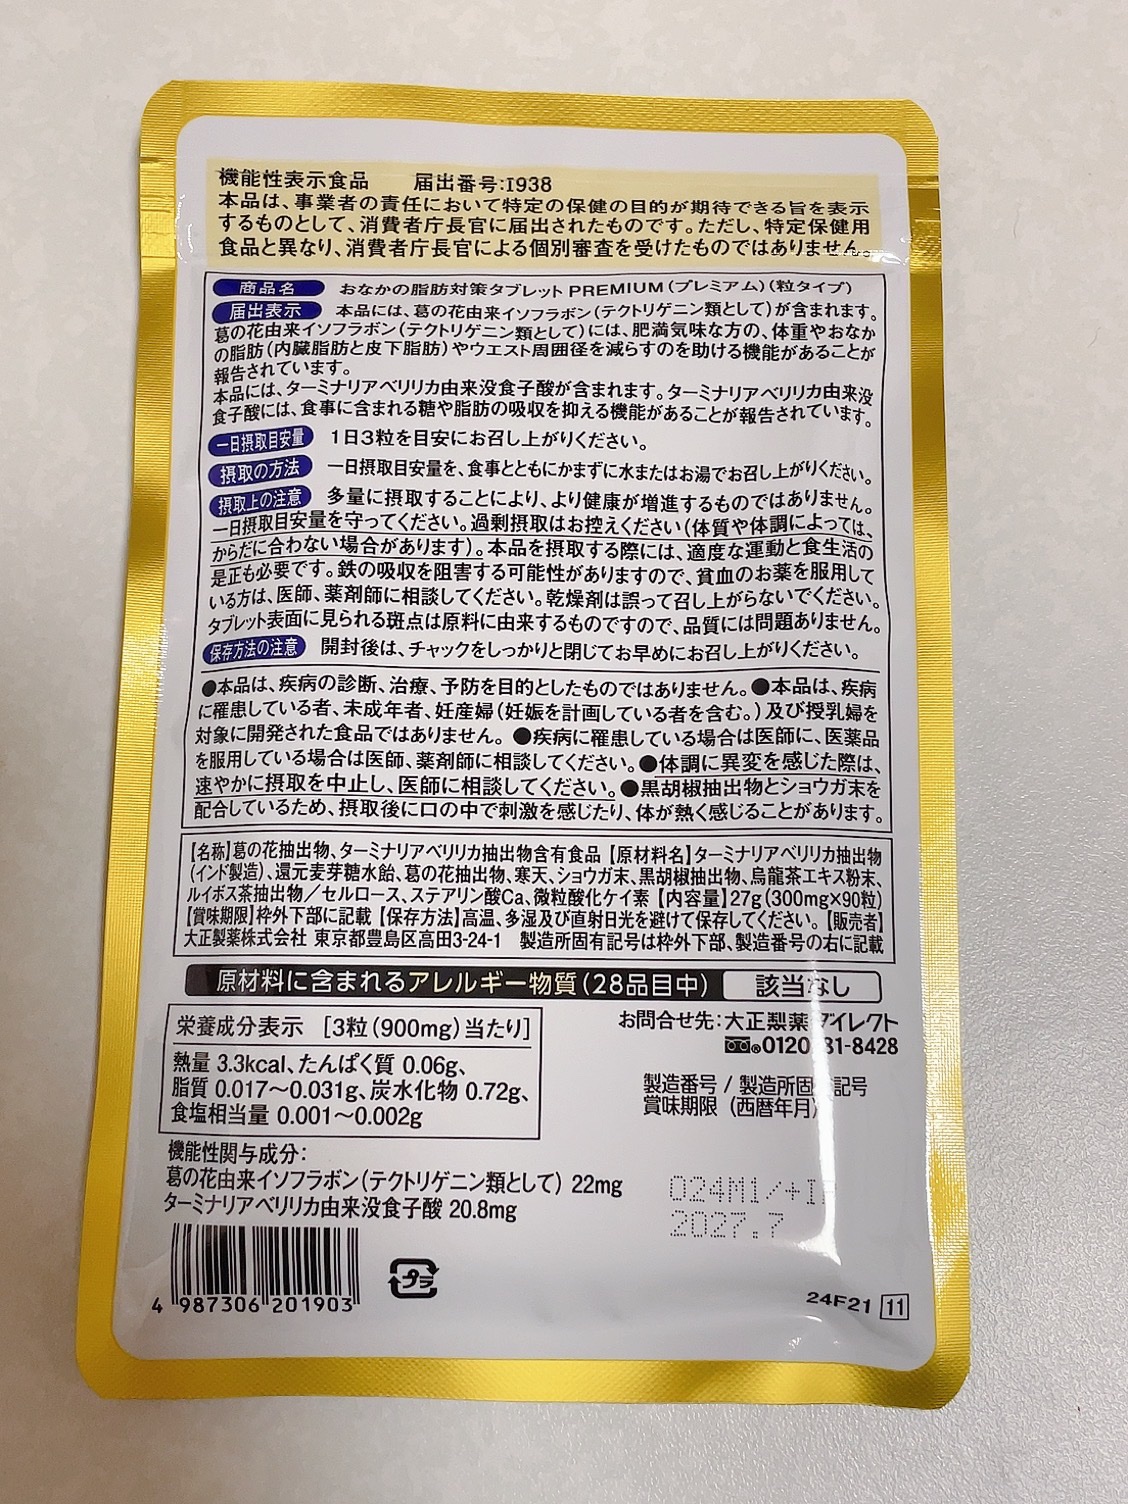 機能性表示食品 届出番号:I938
本品は、事業者の責任において特定の保健の目的が期待できる旨を表示
するものとして、消費者庁長官に届出されたものです。ただし、特定保健用
食品と異なり、消費者庁長官による個別審査を受けたものではありません。
商品名 おなかの脂肪対策タブレット PREMIUM(プレミアム)(粒タイプ)
届出表示 本品には、葛の花由来イソフラボン(テクトリゲニン類として)が含まれます。
葛の花由来イソフラボン(テクトリゲニン類として)には、肥満気味な方の、体重やおなか
の脂肪(内臓脂肪と皮下脂肪)やウエスト周囲径を減らすのを助ける機能があることが
報告されています。
本品には、ターミナリアベリリカ由来没食子酸が含まれます。ターミナリアベリリカ由来没
食子酸には、食事に含まれる糖や脂肪の吸収を抑える機能があることが報告されています。
一日摂取目安量 1日3粒を目安にお召し上がりください。
摂取の方法 一日摂取目安量を、食事とともにかまずに水またはお湯でお召し上がりください。
摂取上の注意 多量に摂取することにより、より健康が増進するものではありません。
一日摂取目安量を守ってください。過剰摂取はお控えください(体質や体調によっては、
からだに合わない場合があります)。本品を摂取する際には、適度な運動と食生活の
是正も必要です。鉄の吸収を阻害する可能性がありますので、貧血のお薬を服用して
いる方は、医師、薬剤師に相談してください。乾燥剤は誤って召し上がらないでください。
タブレット表面に見られる斑点は原料に由来するものですので、品質には問題ありません。
保存方法の注意 開封後は、チャックをしっかりと閉じてお早めにお召し上がりください。
●本品は、疾病の診断、治療、予防を目的としたものではありません。●本品は、疾病
に罹患している者、未成年者、妊産婦(妊娠を計画している者を含む。)及び授乳婦を
対象に開発された食品ではありません。●疾病に罹患している場合は医師に、医薬品
を服用している場合は医師、薬剤師に相談してください。●体調に異変を感じた際は、
速やかに摂取を中止し、医師に相談してください。●黒胡椒抽出物とショウガ末を
配合しているため、摂取後に口の中で刺激を感じたり、体が熱く感じることがあります。
【名称】葛の花抽出物、ターミナリアベリリカ抽出物含有食品【原材料名】ターミナリアベリリカ抽出物
(インド製造)、還元麦芽糖水飴、葛の花抽出物、寒天、ショウガ末、黒胡椒抽出物、烏龍茶エキス粉末、
ルイボス茶抽出物/セルロース、ステアリン酸Ca、微粒酸化ケイ素【内容量】27g(300mg×90粒)
【賞味期限】枠外下部に記載【保存方法】高温、多湿及び直射日光を避けて保存してください。【販売者】
大正製薬株式会社 東京都豊島区高田3-24-1 製造所固有記号は枠外下部、製造番号の右に記載
原材料に含まれるアレルギー物質(28品目中) 該当なし
栄養成分表示 [3粒(900mg)当たり]
熱量 3.3kcal、たんぱく質 0.06g、
脂質 0.017〜0.031g、炭水化物 0.72g、
食塩相当量 0.001〜0.002g
お問合せ先:大正製薬ダイレクト
0120 81-8428
製造番号/製造所固有記号
賞味期限(西暦年月)
機能性関与成分:
葛の花由来イソフラボン(テクトリゲニン類として) 22mg
ターミナリアベリリカ由来没食子酸 20.8mg
024M1/+I
2027.7
4 987306 201903
プラ
24F21 11